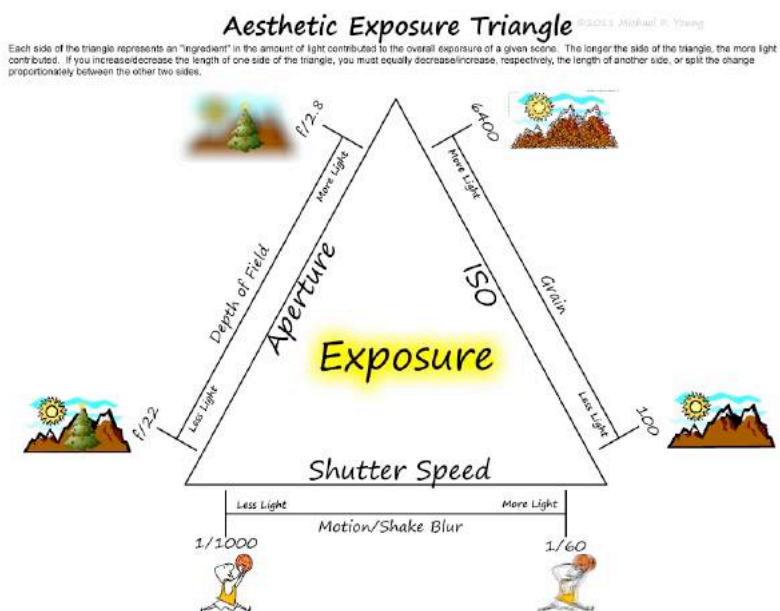 Aesthetic Exposure Triangle
©2011 Michael R. Young
Each side of the triangle represents an "ingredient" in the amount of light contributed to the overall exporsure of a given scene. The longer the side of the triangle, the more light
contributed. If you increase/decrease the length of one side of the triangle, you must equally decrease/increase, respectively, the length of another side, or split the change
proportionately between the other two sides.
f/2.8
6400
More Light
More Light
Depth of Field
Aperture
ISO
Grain
Exposure
Less Light
Less Light
f/22
100
Shutter Speed
Less Light
More Light
Motion/Shake Blur
1/1000
1/60